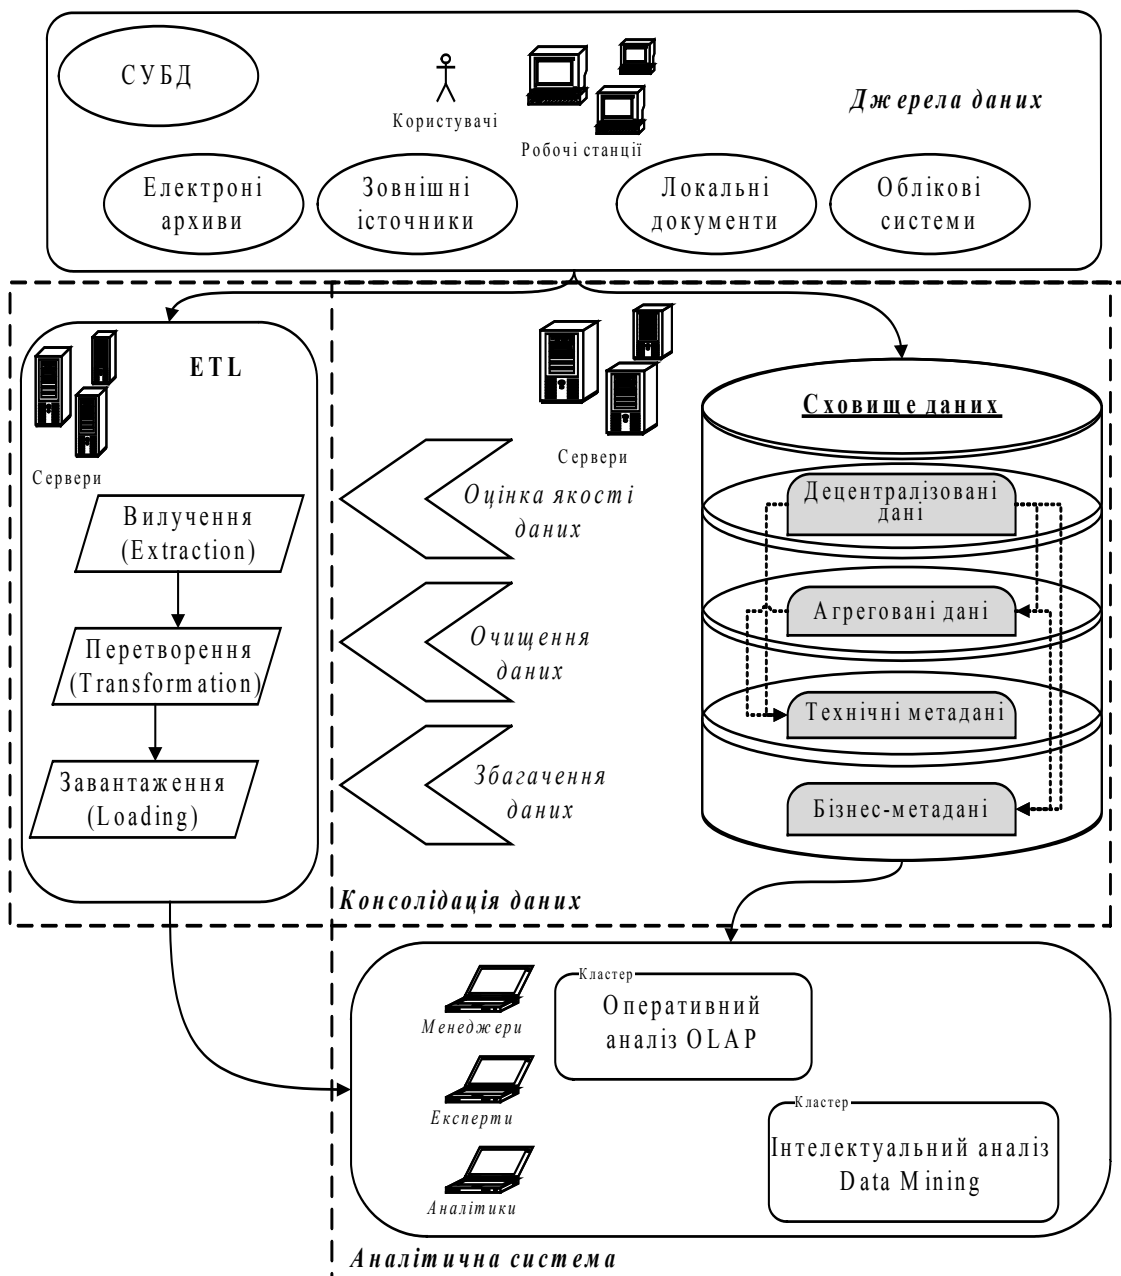 СУБД
Користувачі
Робочі станції
Джерела даних
Електроні
архиви
Зовнішні
історники
Локальні
документи
Облікові
системи
ETL
Сервери
Вилучення
(Extraction)
Перетворення
(Transformation)
Завантаження
(Loading)
Сервери
Оцінка якості
даних
Очищення
даних
Збагачення
даних
Сховище даних
Децентралізовані
дані
Агреговані дані
Технічні метадані
Бізнес-метадані
Консолідація даних
Менеджери
Експерти
Аналітики
Кластер
Оперативний
аналіз OLAP
Кластер
Інтелектуальний аналіз
Data Mining
Аналітична система